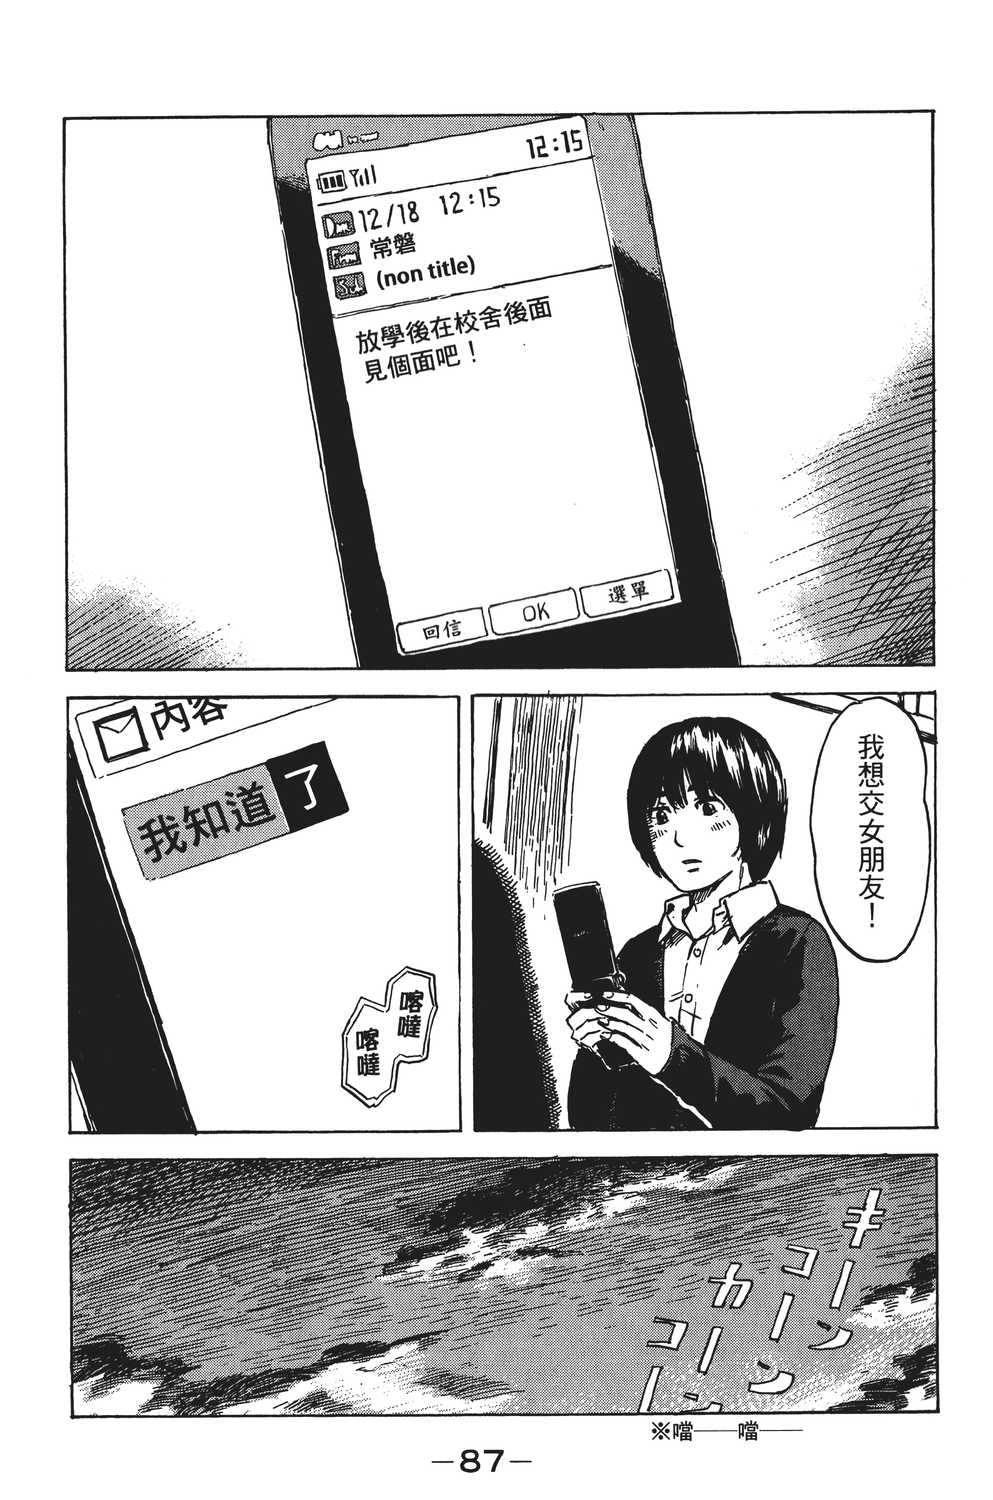 12:15
12/18 12:15
常磐
(non title)
放學後在校舍後面
見個面吧！
回信
OK
選單
我想交女朋友！
內容
我知道了
喀噠
喀噠
キーン
コーン
カーン
コーン
※噹——噹——
—87—